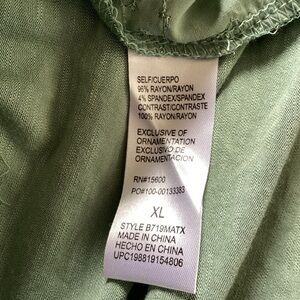 SELF/CUERPO
96% RAYON/RAYON
4% SPANDEX/SPANDEX
CONTRAST/CONTRASTE
100% RAYON/RAYON
EXCLUSIVE OF
ORNAMENTATION
EXCLUSIVO DE
ORNAMENTACION
RN#15600
PO#100-00133383
XL
STYLE B719MATX
MADE IN CHINA
HECHO EN CHINA
UPC198819154806